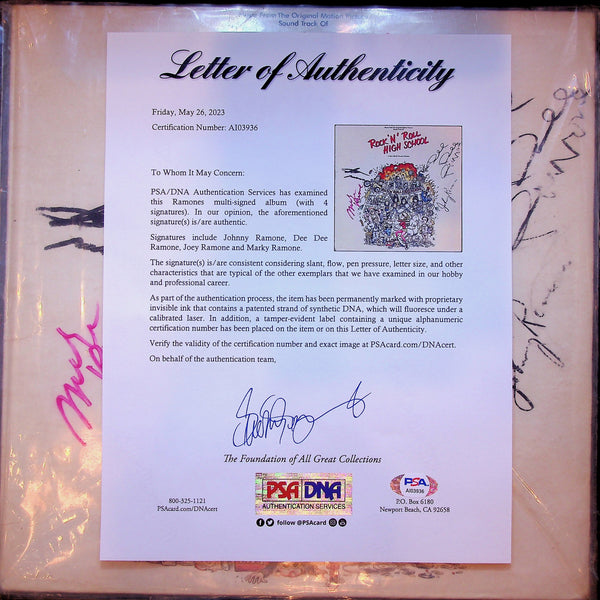 From The Original Motion Picture
Sound Track Of
Letter of Authenticity
Friday, May 26, 2023
Certification Number: AI03936
To Whom It May Concern:
PSA/DNA Authentication Services has examined
this Ramones multi-signed album (with 4
signatures). In our opinion, the aforementioned
signature(s) is/are authentic.
Signatures include Johnny Ramone, Dee Dee
Ramone, Joey Ramone and Marky Ramone.
ROCK 'N' ROLL
HIGH SCHOOL
The signature(s) is/are consistent considering slant, flow, pen pressure, letter size, and other
characteristics that are typical of the other exemplars that we have examined in our hobby
and professional career.
As part of the authentication process, the item has been permanently marked with proprietary
invisible ink that contains a patented strand of synthetic DNA, which will fluoresce under a
calibrated laser. In addition, a tamper-evident label containing a unique alphanumeric
certification number has been placed on the item or on this Letter of Authenticity.
Verify the validity of the certification number and exact image at PSAcard.com/DNAcert.
On behalf of the authentication team,
The Foundation of All Great Collections
800-325-1121
PSAcard.com/DNAcert
PSA DNA
AUTHENTICATION SERVICES
follow @PSAcard
PSA
AI03936
P.O. Box 6180
Newport Beach, CA 92658